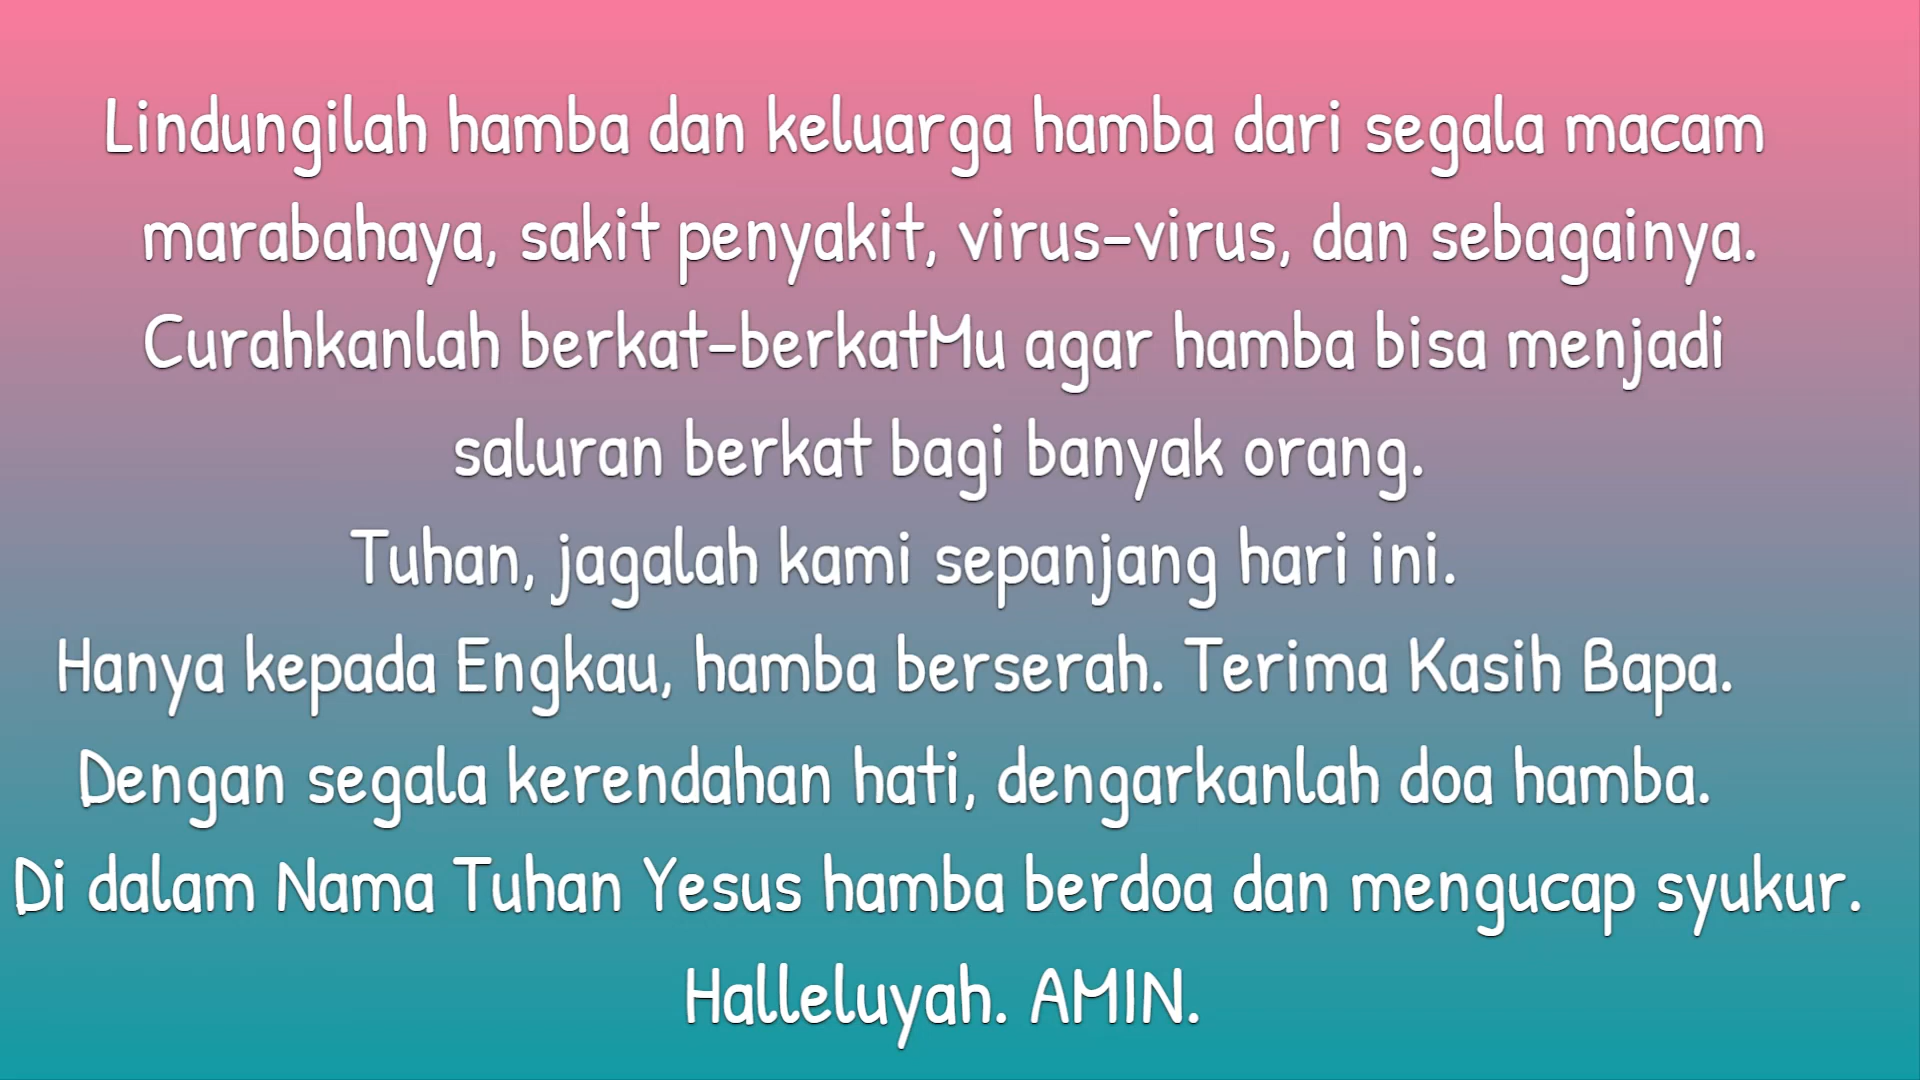 Lindungilah hamba dan keluarga hamba dari segala macam
marabahaya, sakit penyakit, virus-virus, dan sebagainya.
Curahkanlah berkat-berkatMu agar hamba bisa menjadi
saluran berkat bagi banyak orang.
Tuhan, jagalah kami sepanjang hari ini.
Hanya kepada Engkau, hamba berserah. Terima Kasih Bapa.
Dengan segala kerendahan hati, dengarkanlah doa hamba.
Di dalam Nama Tuhan Yesus hamba berdoa dan mengucap syukur.
Halleluyah. AMIN.